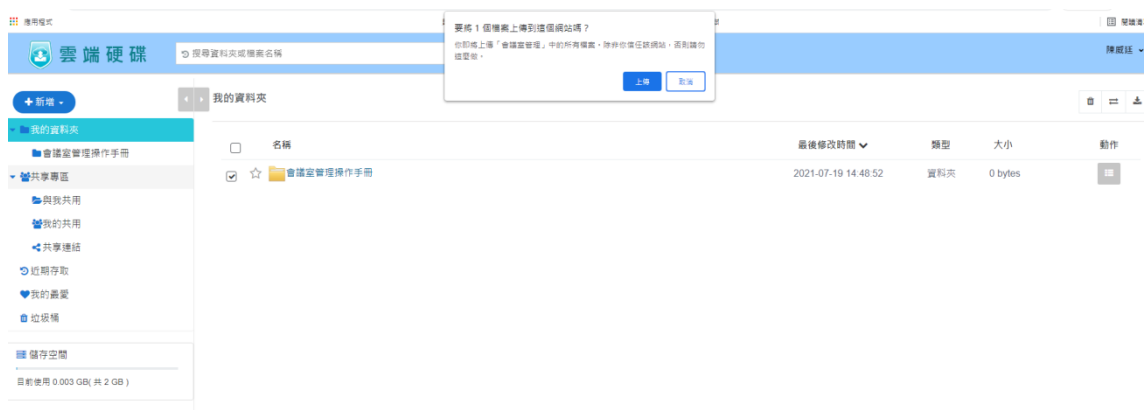 應用程式
要將 1 個檔案上傳到這個網站嗎？
你即將上傳「會議室管理」中的所有檔案。除非你信任該網站，否則請勿
這麼做。
上傳
取消
雲端硬碟
搜尋資料夾或檔案名稱
陳威廷
新增
我的資料夾
我的資料夾
會議室管理操作手冊
名稱
最後修改時間
類型
大小
動作
共享專區
會議室管理操作手冊
2021-07-19 14:48:52
資料夾
0 bytes
與我共用
我的共用
共享連結
近期存取
我的最愛
垃圾桶
儲存空間
目前使用 0.003 GB( 共 2 GB )